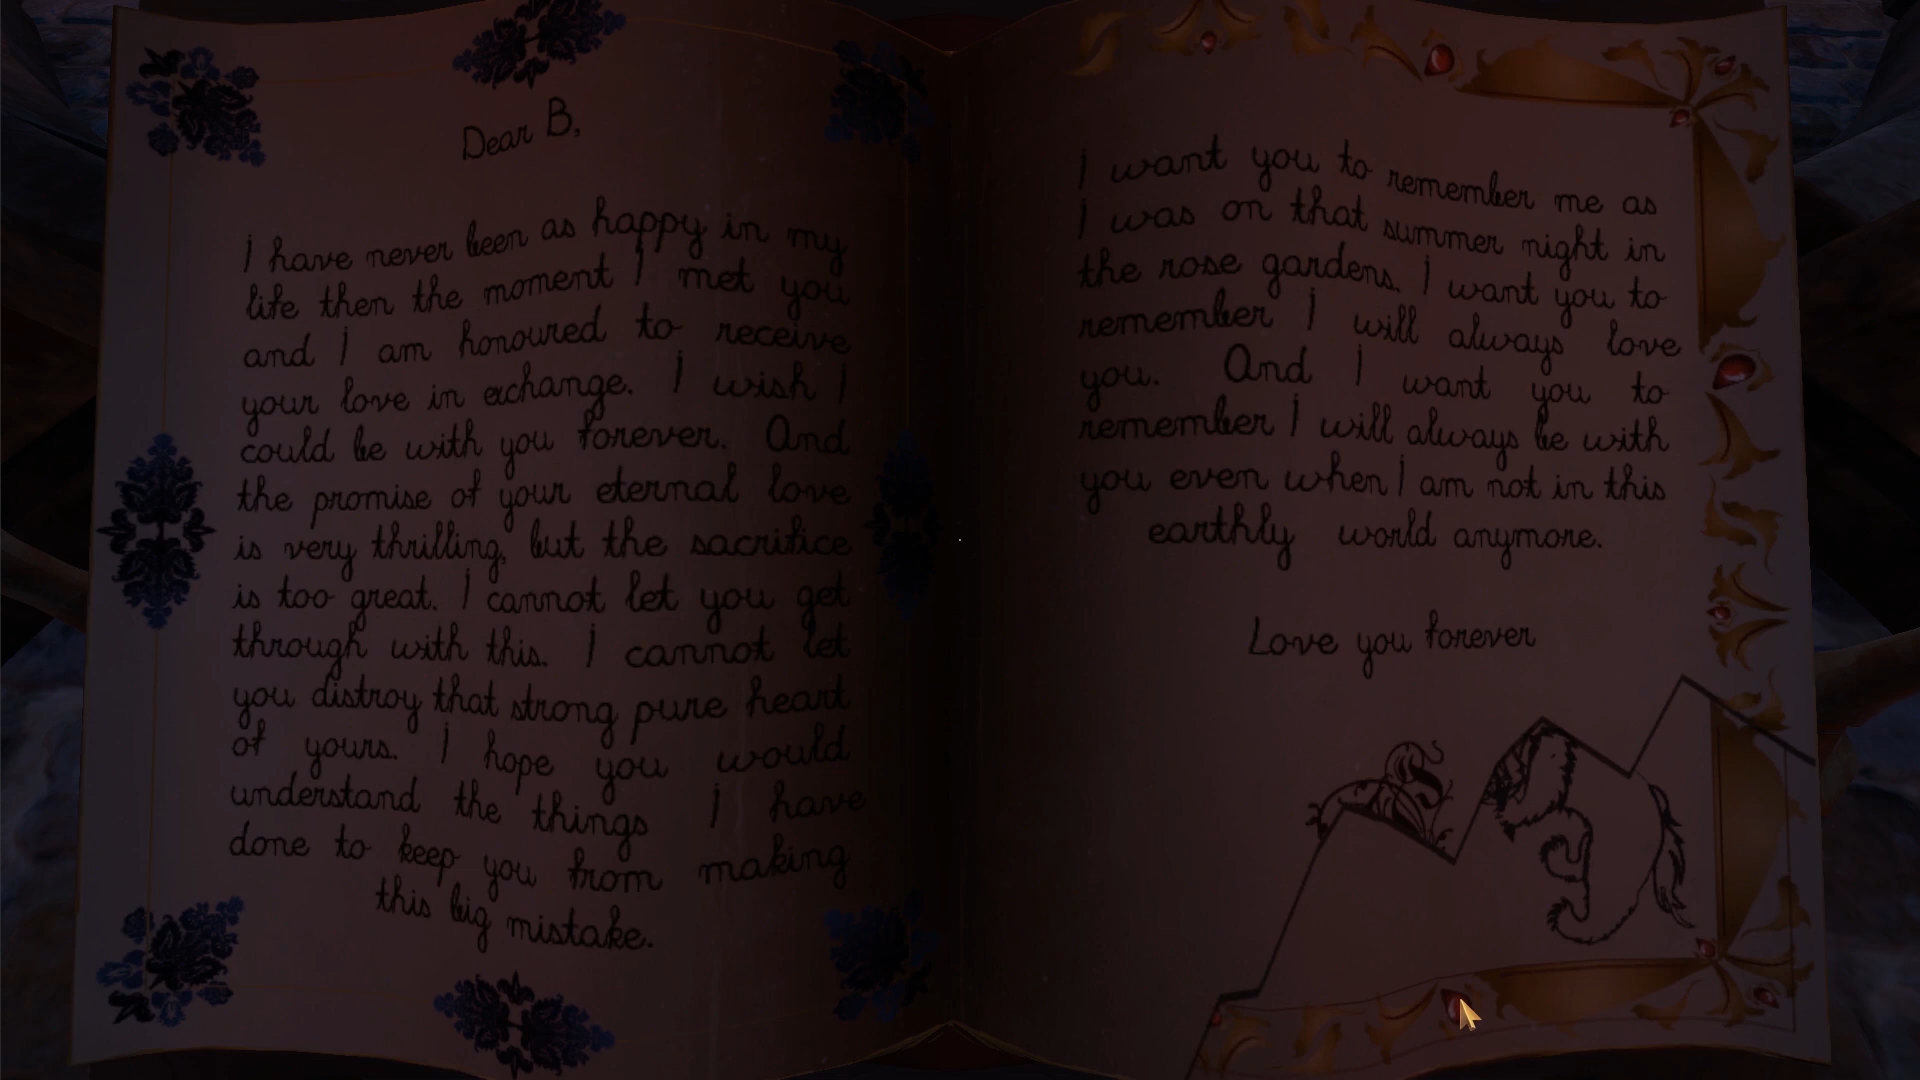 Dear B,
I have never been as happy in my
life then the moment I met you
and I am honoured to receive
your love in exchange. I wish I
could be with you forever. And
the promise of your eternal love
is very thrilling, but the sacrifice
is too great. I cannot let you get
through with this. I cannot let
you distroy that strong pure heart
of yours. I hope you would
understand the things I have
done to keep you from making
this big mistake.
I want you to remember me as
I was on that summer night in
the rose gardens. I want you to
remember I will always love
you. And I want you to
remember I will always be with
you even when I am not in this
earthly world anymore.
Love you forever